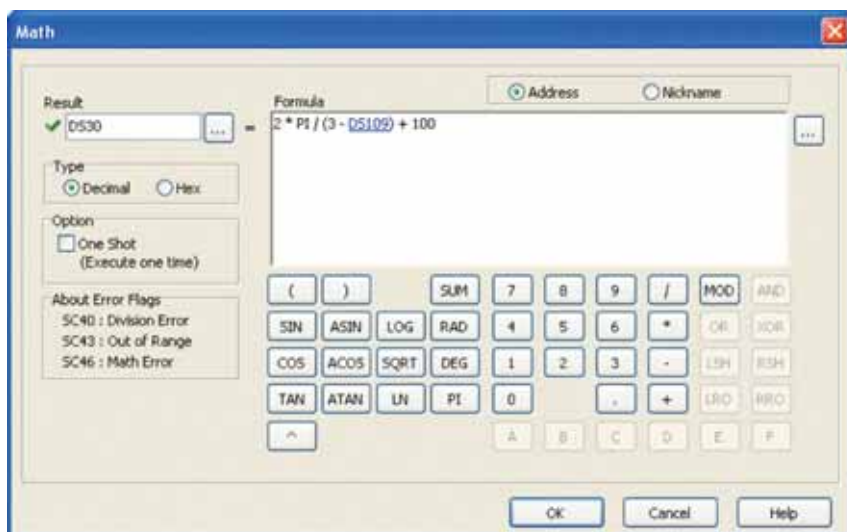 Math
Result
DS30
...
=
Formula
Address
Nickname
2 * PI / (3 - DS109) + 100
...
Type
Decimal
Hex
Option
One Shot
(Execute one time)
About Error Flags
SC40 : Division Error
SC43 : Out of Range
SC46 : Math Error
( ) SUM 7 8 9 / MOD AND
SIN ASIN LOG RAD 4 5 6 * OR XOR
COS ACOS SQRT DEG 1 2 3 - LSH RSH
TAN ATAN LN PI 0 . + LRO RRO
^ A B C D E F
OK Cancel Help